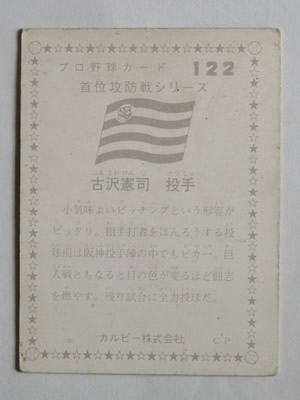 プロ野球カード 122
首位攻防戦シリーズ
古沢憲司 投手
小気味よいピッチングという形容が
ピッタリ。相手打者をほんろうする投
球術は阪神投手陣の中でもピカ一。巨
人戦ともなると目の色が変るほど闘志
を燃やす。残り試合に全力投球だ。
カルビー株式会社 C P